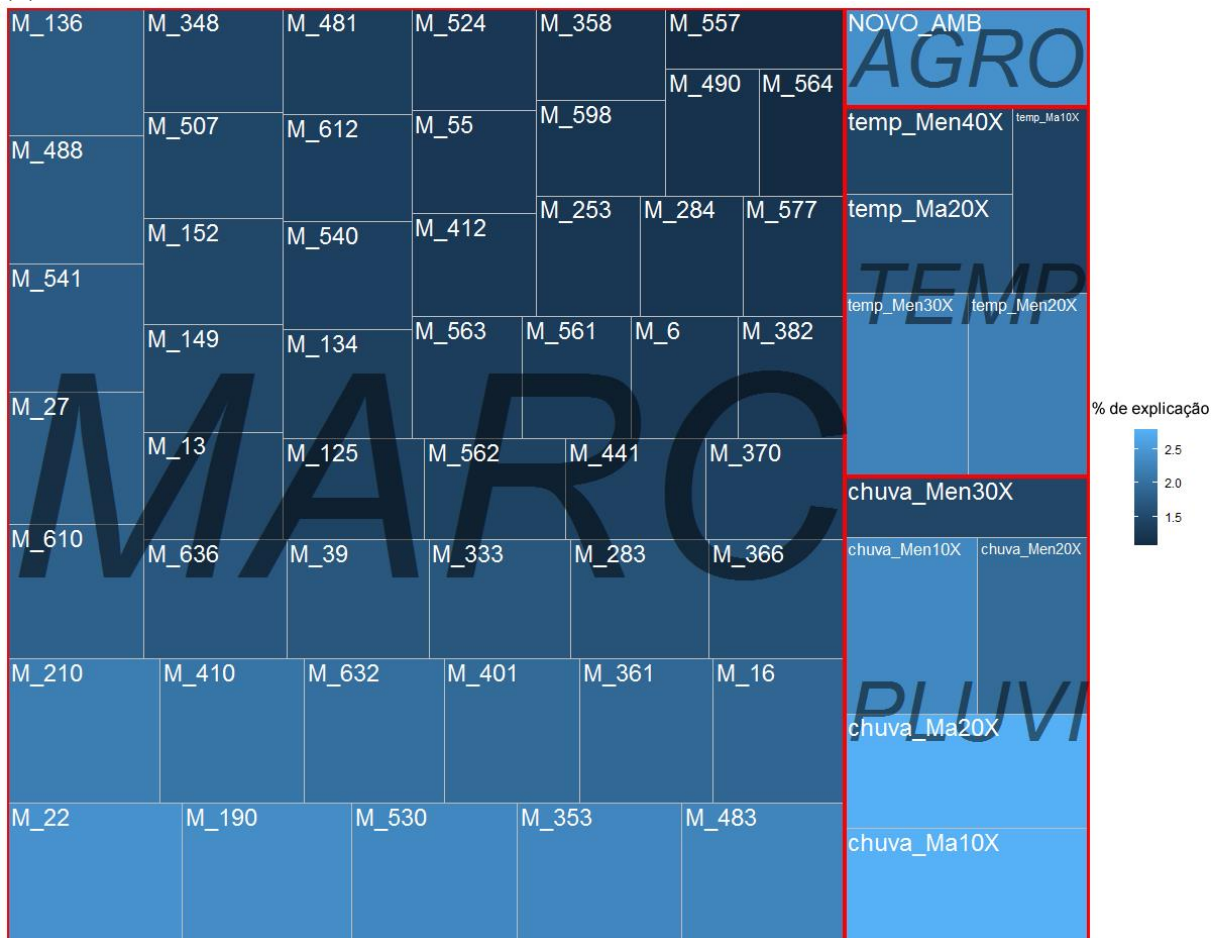 M_136 M_348 M_481 M_524 M_358 M_557 NOVO_AMB
AGRO
M_490 M_564
M_507 M_612 M_55 M_598 temp_Men40X temp_Ma10X
M_488
M_253 M_284 M_577 temp_Ma20X
M_152 M_540 M_412
M_541 TEMP
temp_Men30X temp_Men20X
M_149 M_134 M_563 M_561 M_6 M_382
M_27 % de explicação
M_13 M_125 M_562 M_441 M_370
2.5
MARC
chuva_Men30X 2.0
1.5
M_610 M_636 M_39 M_333 M_283 M_366 chuva_Men10X chuva_Men20X
M_210 M_410 M_632 M_401 M_361 M_16
PLUVI
chuva_Ma20X
M_22 M_190 M_530 M_353 M_483
chuva_Ma10X